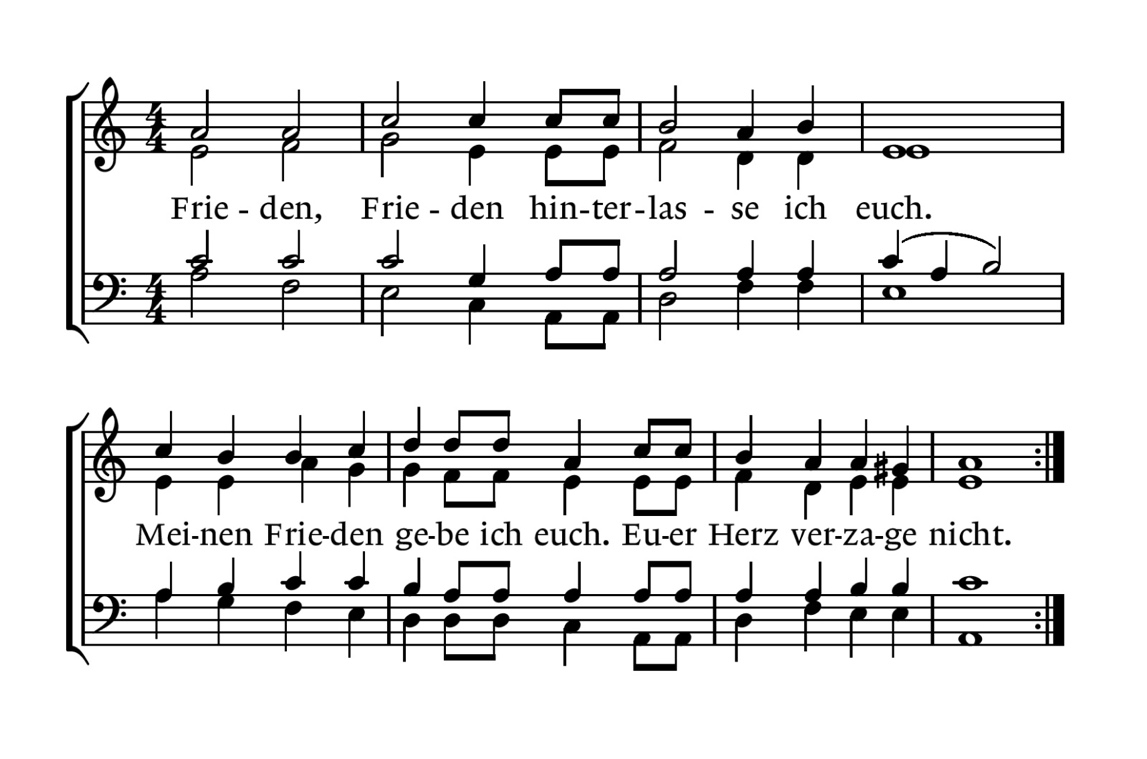 Frie - den, Frie - den hin-ter-las - se ich euch.
Mei-nen Frie-den ge-be ich euch. Eu-er Herz ver-za-ge nicht.